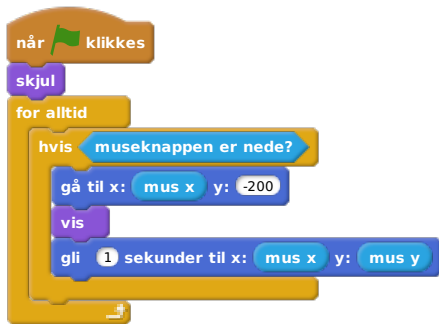 når klikkes
skjul
for alltid
hvis museknappen er nede?
gå til x: mus x y: -200
vis
gli 1 sekunder til x: mus x y: mus y